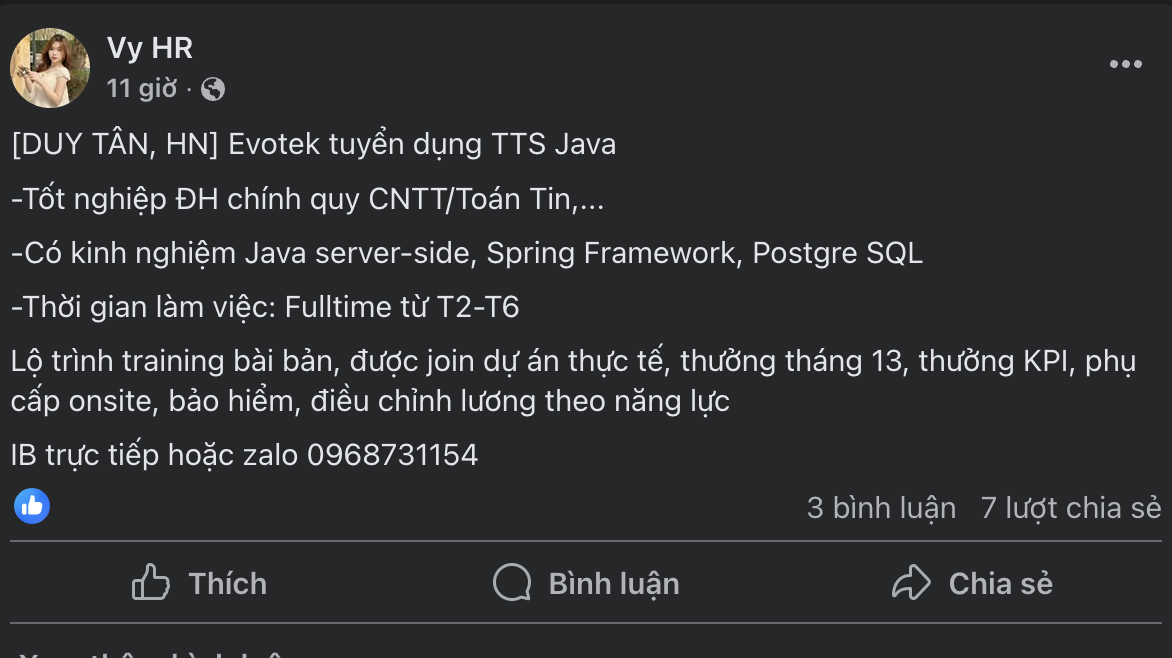 Vy HR
11 giờ ·
[DUY TÂN, HN] Evotek tuyển dụng TTS Java
-Tốt nghiệp ĐH chính quy CNTT/Toán Tin,...
-Có kinh nghiệm Java server-side, Spring Framework, Postgre SQL
-Thời gian làm việc: Fulltime từ T2-T6
Lộ trình training bài bản, được join dự án thực tế, thưởng tháng 13, thưởng KPI, phụ
cấp onsite, bảo hiểm, điều chỉnh lương theo năng lực
IB trực tiếp hoặc zalo 0968731154
3 bình luận 7 lượt chia sẻ
Thích Bình luận Chia sẻ